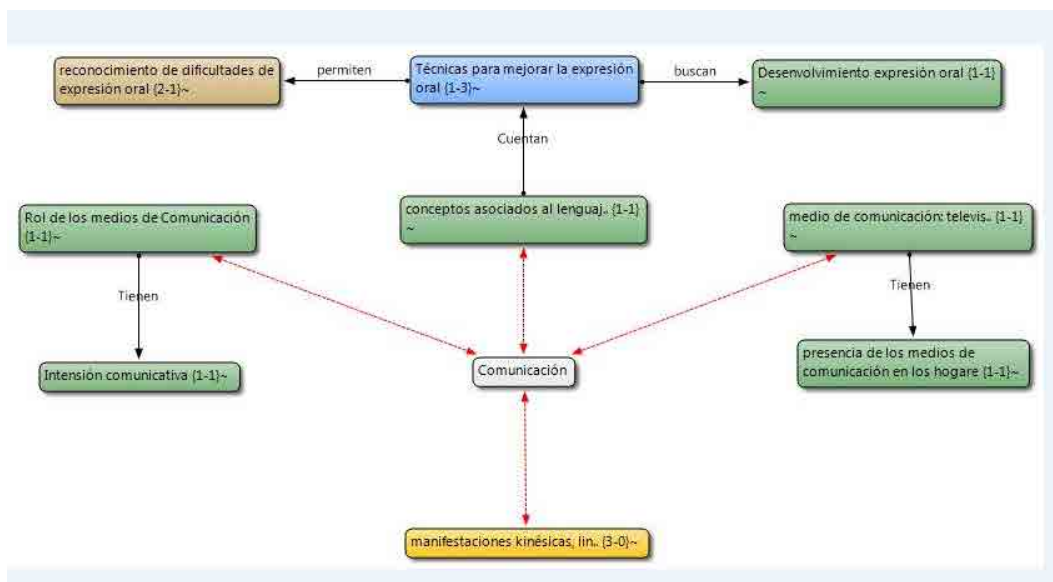 reconocimiento de dificultades de
expresión oral {2-1}~
permiten
Técnicas para mejorar la expresión
oral {1-3}~
buscan
Desenvolvimiento expresión oral {1-1}
~
Cuentan
Rol de los medios de Comunicación
{1-1}~
conceptos asociados al lenguaj.. {1-1}
~
medio de comunicación: televis.. {1-1}
~
Tienen
Tienen
Intensión comunicativa {1-1}~
Comunicación
presencia de los medios de
comunicación en los hogare {1-1}~
manifestaciones kinésicas, lin.. {3-0}~